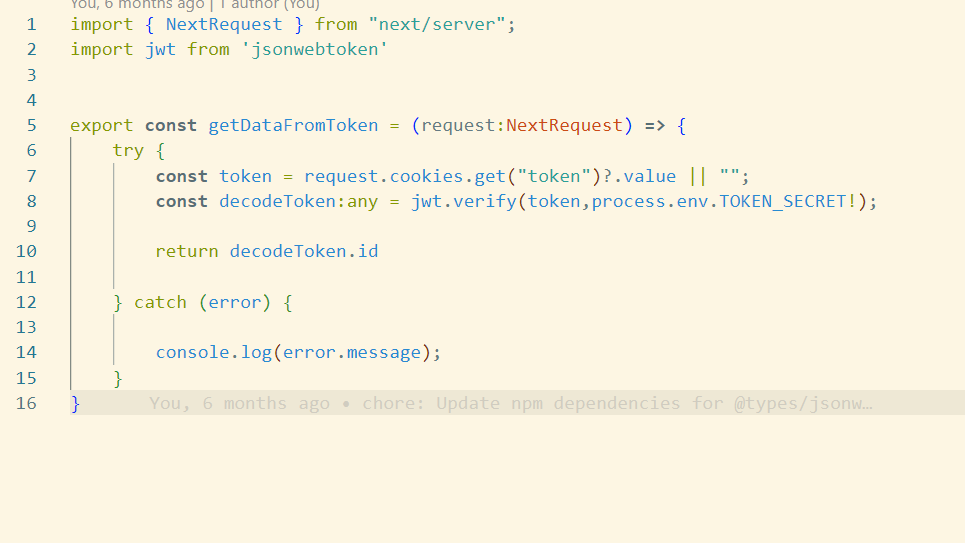 You, 6 months ago | 1 author (You)
1 import { NextRequest } from "next/server";
2 import jwt from 'jsonwebtoken'
3
4
5 export const getDataFromToken = (request:NextRequest) => {
6 try {
7 const token = request.cookies.get("token")?.value || "";
8 const decodeToken:any = jwt.verify(token,process.env.TOKEN_SECRET!);
9
10 return decodeToken.id
11
12 } catch (error) {
13
14 console.log(error.message);
15 }
16 } You, 6 months ago • chore: Update npm dependencies for @types/jsonw…